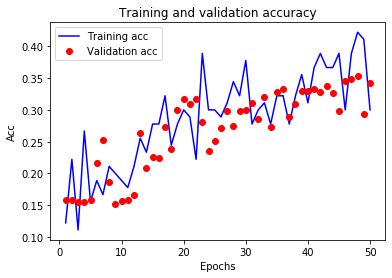 Training and validation accuracy
Training acc
Validation acc
0.40
0.35
0.30
0.25
0.20
0.15
0.10
Acc
0 10 20 30 40 50
Epochs